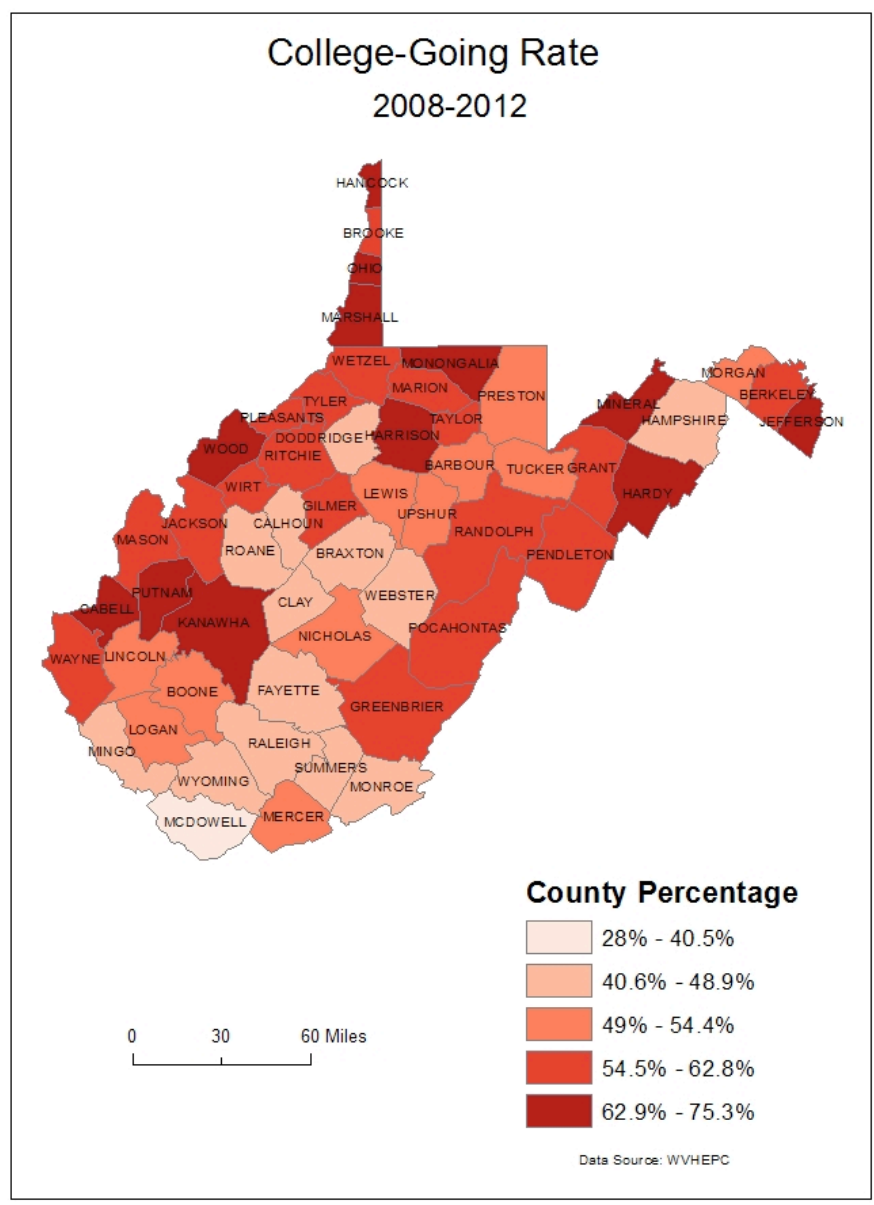 College-Going Rate
2008-2012
HANCOCK
BROOKE
OHIO
MARSHALL
WETZEL
MONONGALIA
MARION
PRESTON
MORGAN
BERKELEY
MINERAL
HAMPSHIRE
JEFFERSON
TYLER
PLEASANTS
TAYLOR
DODDRIDGE
HARRISON
WOOD
RITCHIE
BARBOUR
TUCKER
GRANT
WIRT
LEWIS
HARDY
GILMER
UPSHUR
JACKSON
CALHOUN
RANDOLPH
MASON
ROANE
BRAXTON
PENDLETON
PUTNAM
WEBSTER
CLAY
CABELL
KANAWHA
POCAHONTAS
NICHOLAS
WAYNE
LINCOLN
BOONE
FAYETTE
GREENBRIER
LOGAN
RALEIGH
MINGO
SUMMERS
WYOMING
MONROE
MCDOWELL
MERCER
County Percentage
28% - 40.5%
40.6% - 48.9%
49% - 54.4%
54.5% - 62.8%
62.9% - 75.3%
0 30 60 Miles
Data Source: WVHEPC